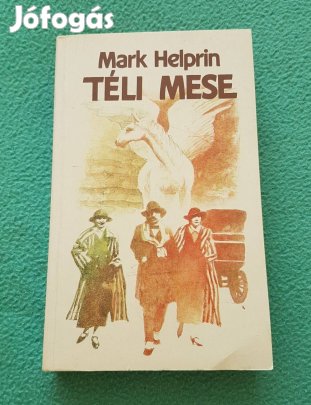 Jófogás
Mark Helprin
TÉLI MESE